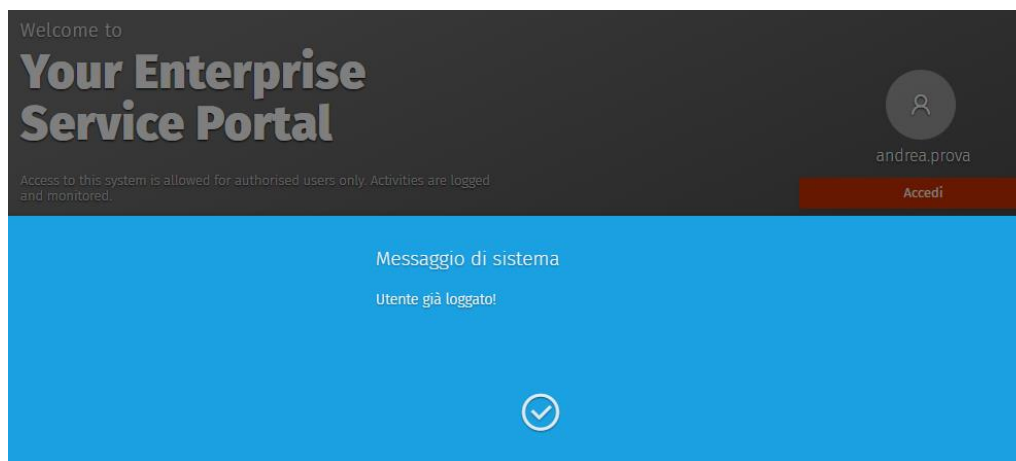 Welcome to
Your Enterprise
Service Portal
andrea.prova
Access to this system is allowed for authorised users only. Activities are logged
and monitored.
Accedi
Messaggio di sistema
Utente già loggato!